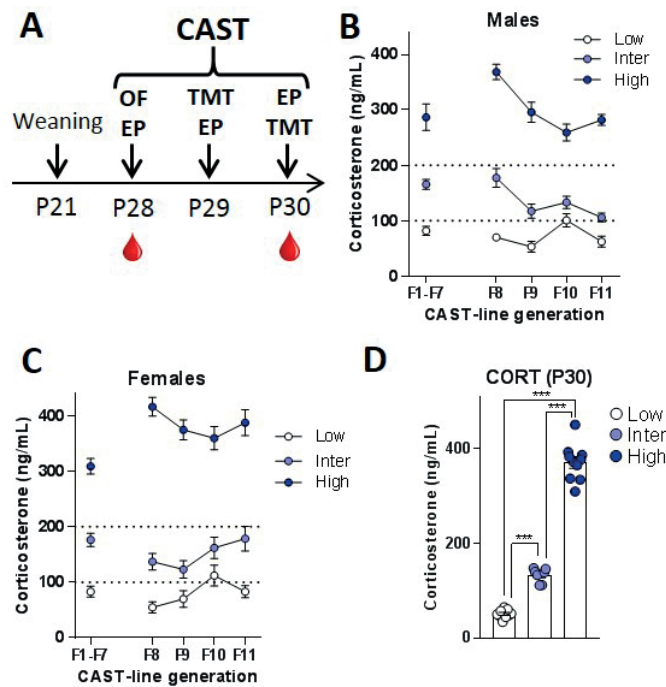 A
CAST
OF TMT EP
Weaning EP EP TMT
P21 P28 P29 P30
B
Males
Low
Inter
High
Corticosterone (ng/mL)
400
300
200
100
0
F1-F7 F8 F9 F10 F11
CAST-line generation
C
Females
Low
Inter
High
Corticosterone (ng/mL)
400
300
200
100
0
F1-F7 F8 F9 F10 F11
CAST-line generation
D
CORT (P30)
***
***
***
Low
Inter
High
Corticosterone (ng/mL)
400
200
0